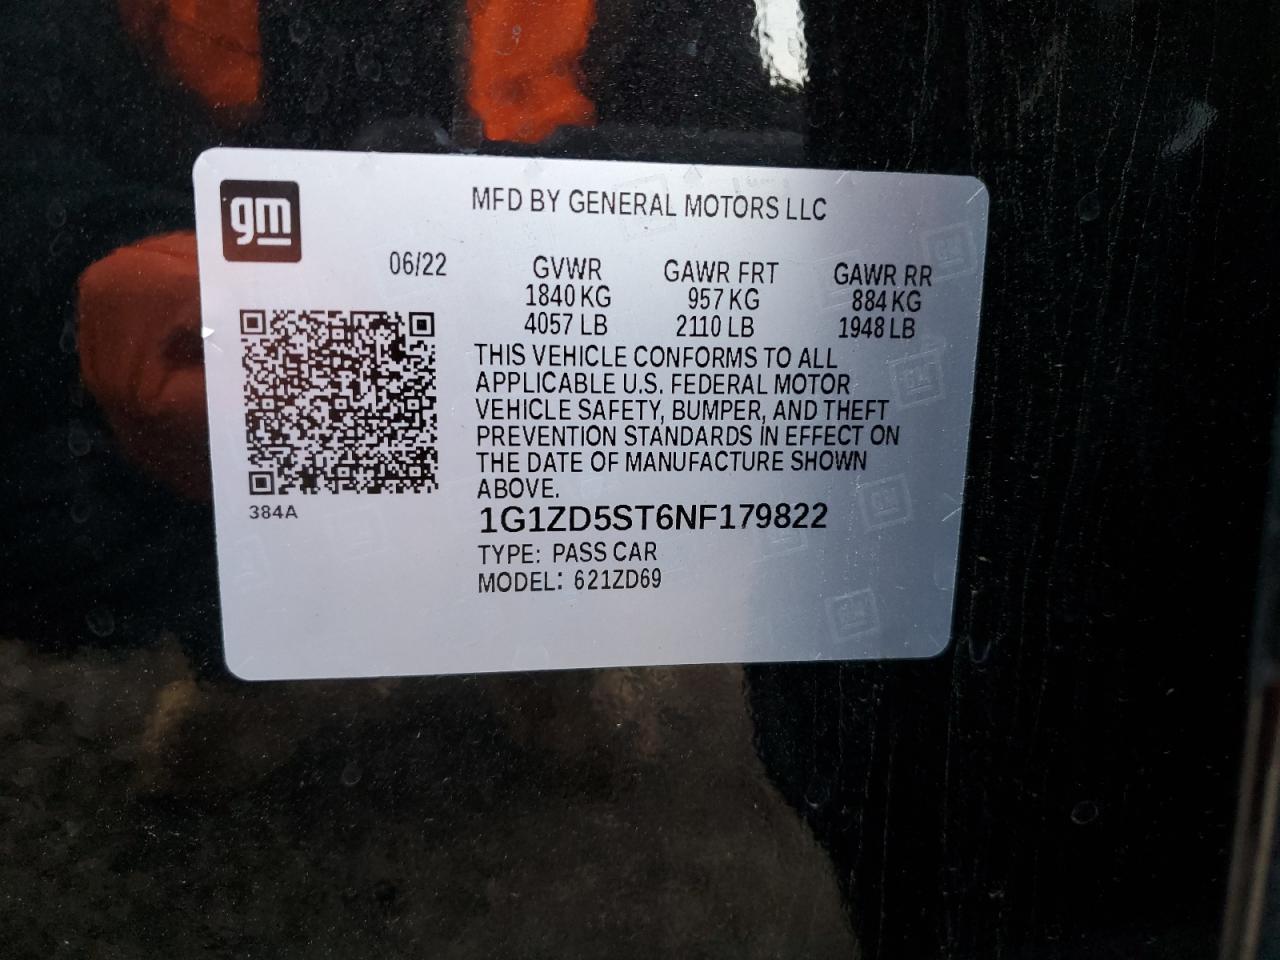 gm
MFD BY GENERAL MOTORS LLC
06/22 GVWR GAWR FRT GAWR RR
1840 KG 957 KG 884 KG
4057 LB 2110 LB 1948 LB
THIS VEHICLE CONFORMS TO ALL
APPLICABLE U.S. FEDERAL MOTOR
VEHICLE SAFETY, BUMPER, AND THEFT
PREVENTION STANDARDS IN EFFECT ON
THE DATE OF MANUFACTURE SHOWN
ABOVE.
384A
1G1ZD5ST6NF179822
TYPE: PASS CAR
MODEL: 621ZD69